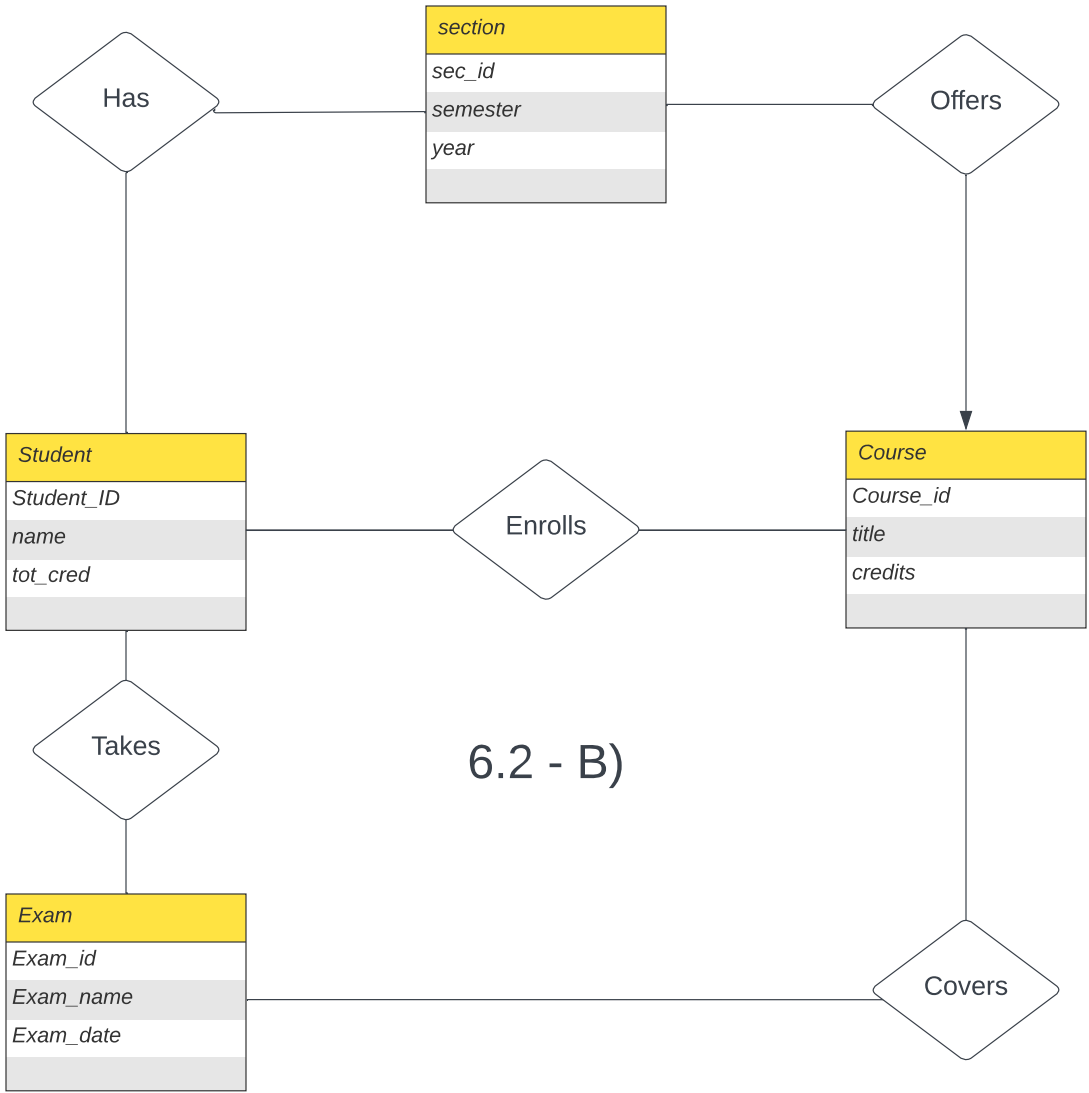 Has
section
sec_id
semester
year
Offers
Student
Student_ID
name
tot_cred
Enrolls
Course
Course_id
title
credits
Takes
6.2 - B)
Exam
Exam_id
Exam_name
Exam_date
Covers